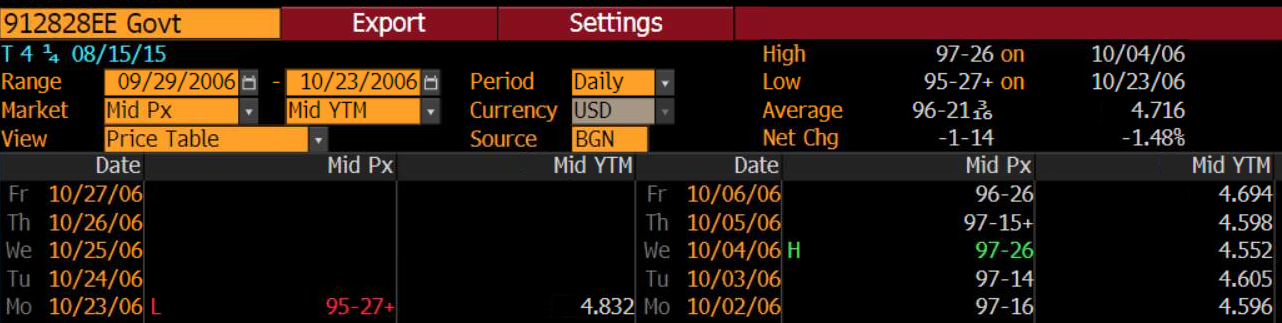 912828EE Govt Export Settings
T 4 ¼ 08/15/15 High 97-26 on 10/04/06
Range 09/29/2006 - 10/23/2006 Period Daily Low 95-27+ on 10/23/06
Market Mid Px Mid YTM Currency USD Average 96-21 3/16 4.716
View Price Table Source BGN Net Chg -1-14 -1.48%
Date Mid Px Mid YTM Date Mid Px Mid YTM
Fr 10/27/06 Fr 10/06/06 96-26 4.694
Th 10/26/06 Th 10/05/06 97-15+ 4.598
We 10/25/06 We 10/04/06 H 97-26 4.552
Tu 10/24/06 Tu 10/03/06 97-14 4.605
Mo 10/23/06 L 95-27+ 4.832 Mo 10/02/06 97-16 4.596